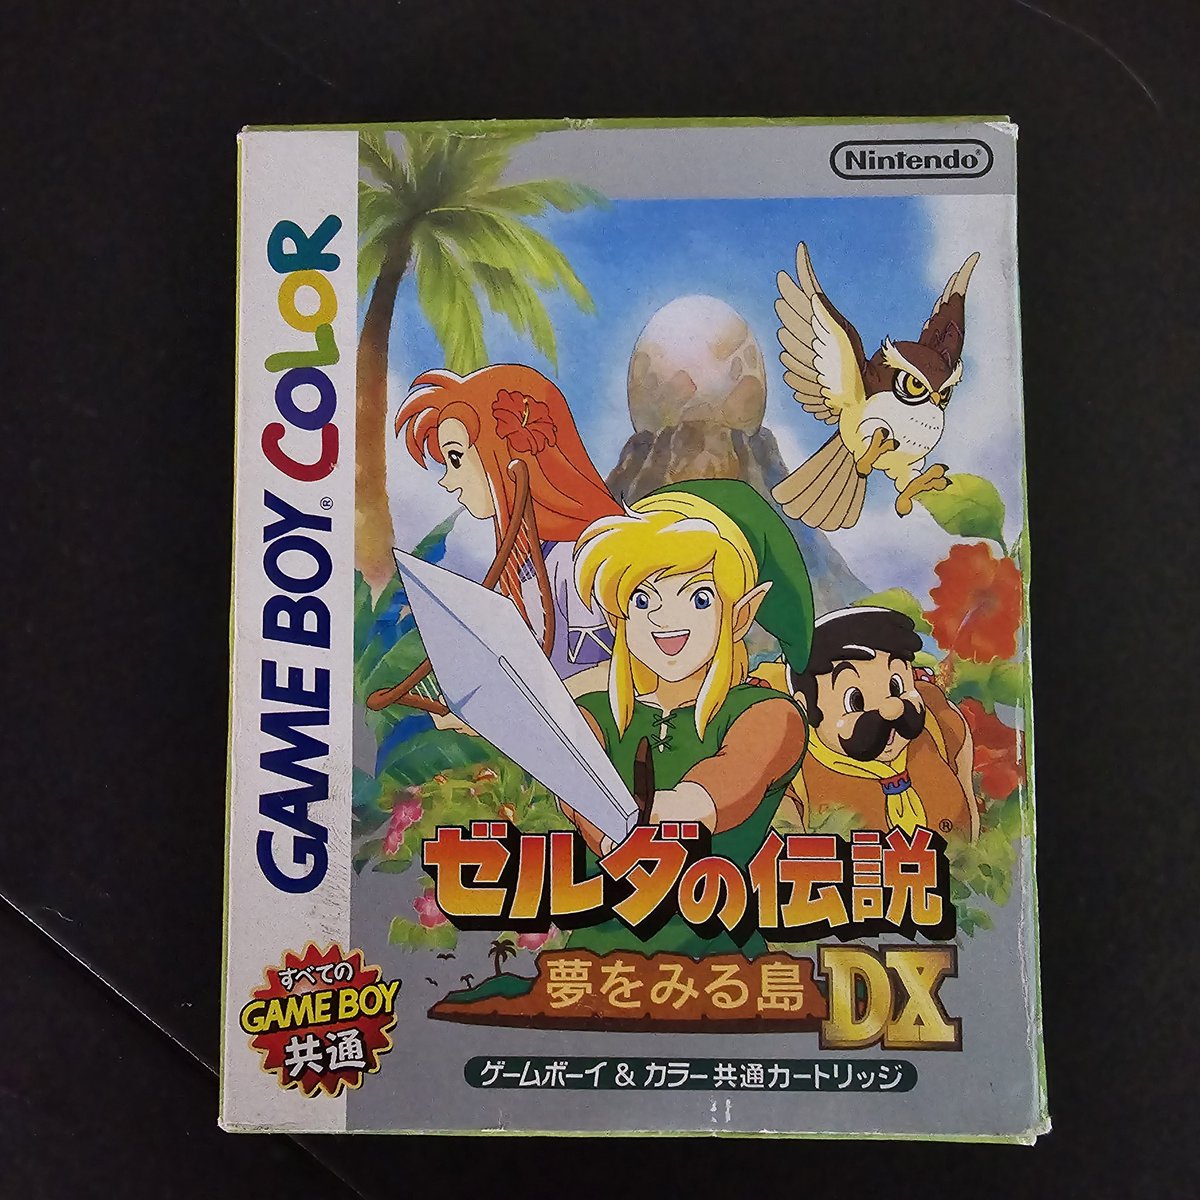 Nintendo®
GAME BOY® COLOR
ゼルダの伝説®
夢をみる島DX
すべての
GAME BOY
共通
ゲームボーイ & カラー共通カートリッジ